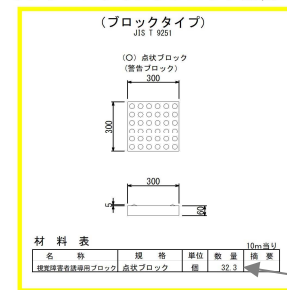 (ブロックタイプ)
JIS T 9251
(○) 点状ブロック
(警告ブロック)
300
300
300
5
60
材 料 表
10m当り
名 称 規 格 単位 数 量 摘 要
視覚障害者誘導用ブロック 点状ブロック 個 32.3